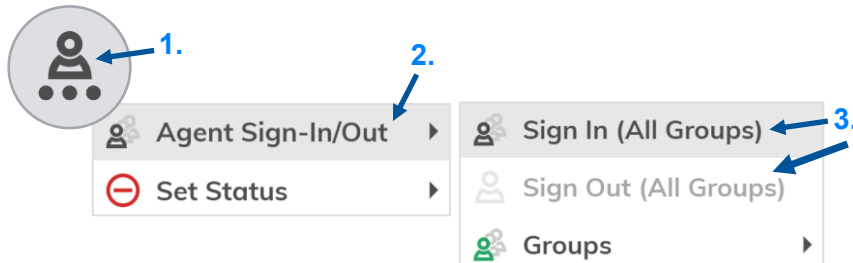 1.
2.
Agent Sign-In/Out
Set Status
3.
Sign In (All Groups)
Sign Out (All Groups)
Groups